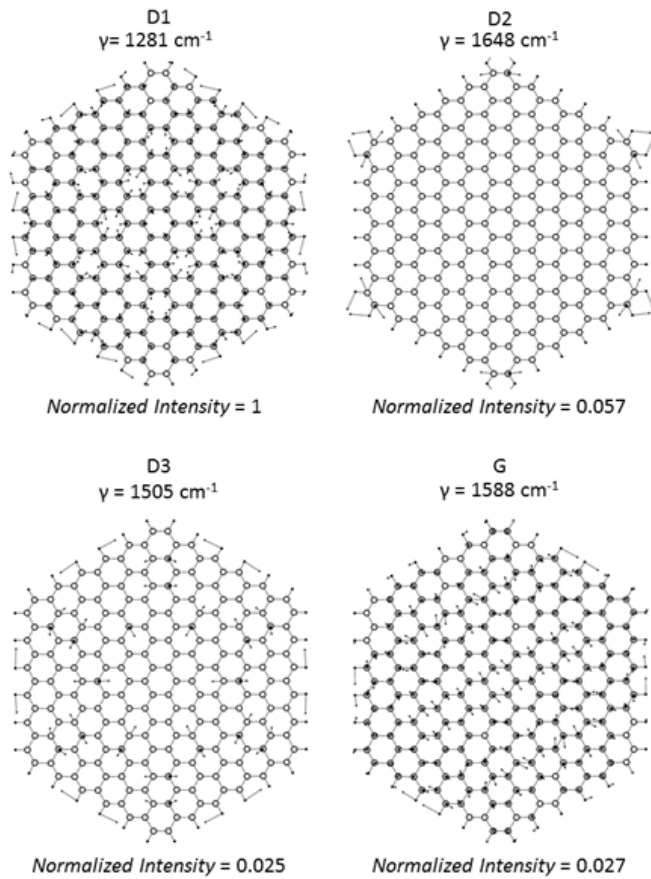 D1
γ= 1281 cm⁻¹
Normalized Intensity = 1
D2
γ = 1648 cm⁻¹
Normalized Intensity = 0.057
D3
γ = 1505 cm⁻¹
Normalized Intensity = 0.025
G
γ = 1588 cm⁻¹
Normalized Intensity = 0.027